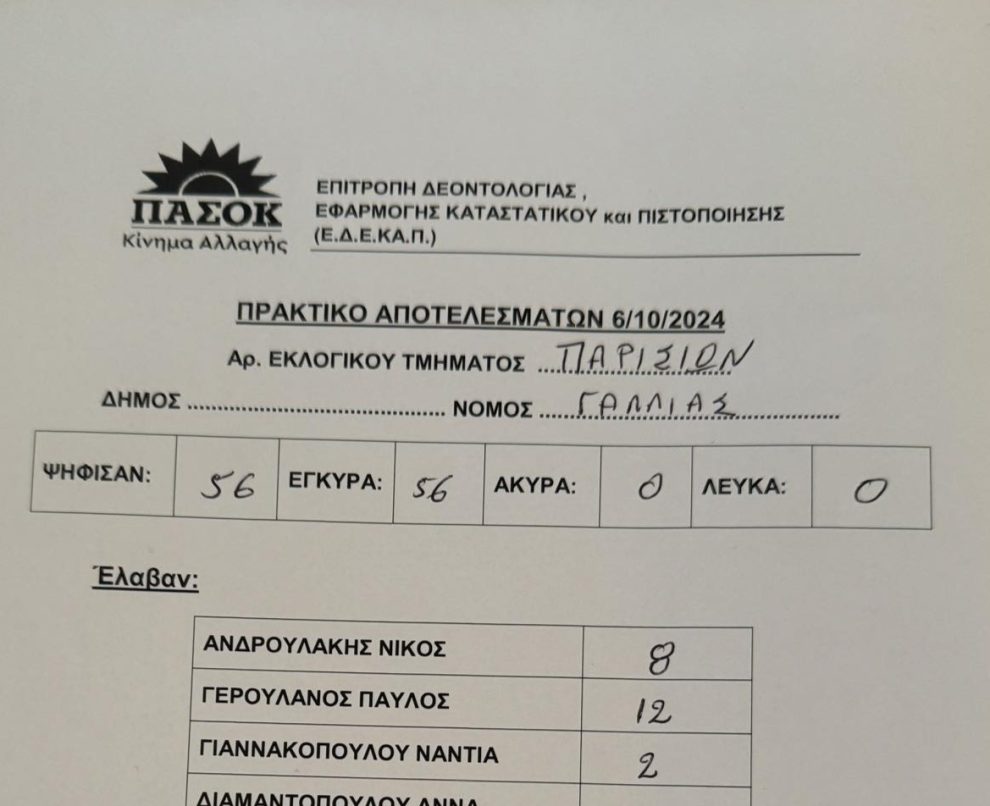 ΠΑΣΟΚ
Κίνημα Αλλαγής
ΕΠΙΤΡΟΠΗ ΔΕΟΝΤΟΛΟΓΙΑΣ ,
ΕΦΑΡΜΟΓΗΣ ΚΑΤΑΣΤΑΤΙΚΟΥ και ΠΙΣΤΟΠΟΙΗΣΗΣ
(Ε.Δ.Ε.ΚΑ.Π.)
ΠΡΑΚΤΙΚΟ ΑΠΟΤΕΛΕΣΜΑΤΩΝ 6/10/2024
Αρ. ΕΚΛΟΓΙΚΟΥ ΤΜΗΜΑΤΟΣ ...ΠΑΡΙΣΙΩΝ
ΔΗΜΟΣ ............................................ ΝΟΜΟΣ ......ΓΑΛΛΙΑΣ..................
ΨΗΦΙΣΑΝ: 56 ΕΓΚΥΡΑ: 56 ΑΚΥΡΑ: 0 ΛΕΥΚΑ: 0
Έλαβαν:
ΑΝΔΡΟΥΛΑΚΗΣ ΝΙΚΟΣ 8
ΓΕΡΟΥΛΑΝΟΣ ΠΑΥΛΟΣ 12
ΓΙΑΝΝΑΚΟΠΟΥΛΟΥ ΝΑΝΤΙΑ 2
ΔΙΑΜΑΝΤΟΠΟΥΛΟΥ ΑΝΝΑ